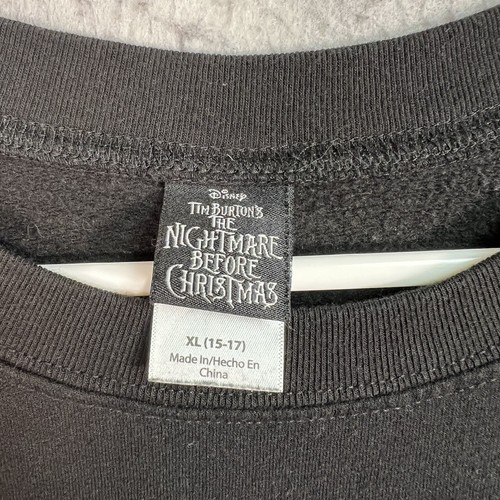 Disney
Tim Burton's
The
Nightmare
Before
Christmas
XL (15-17)
Made In/Hecho En
China